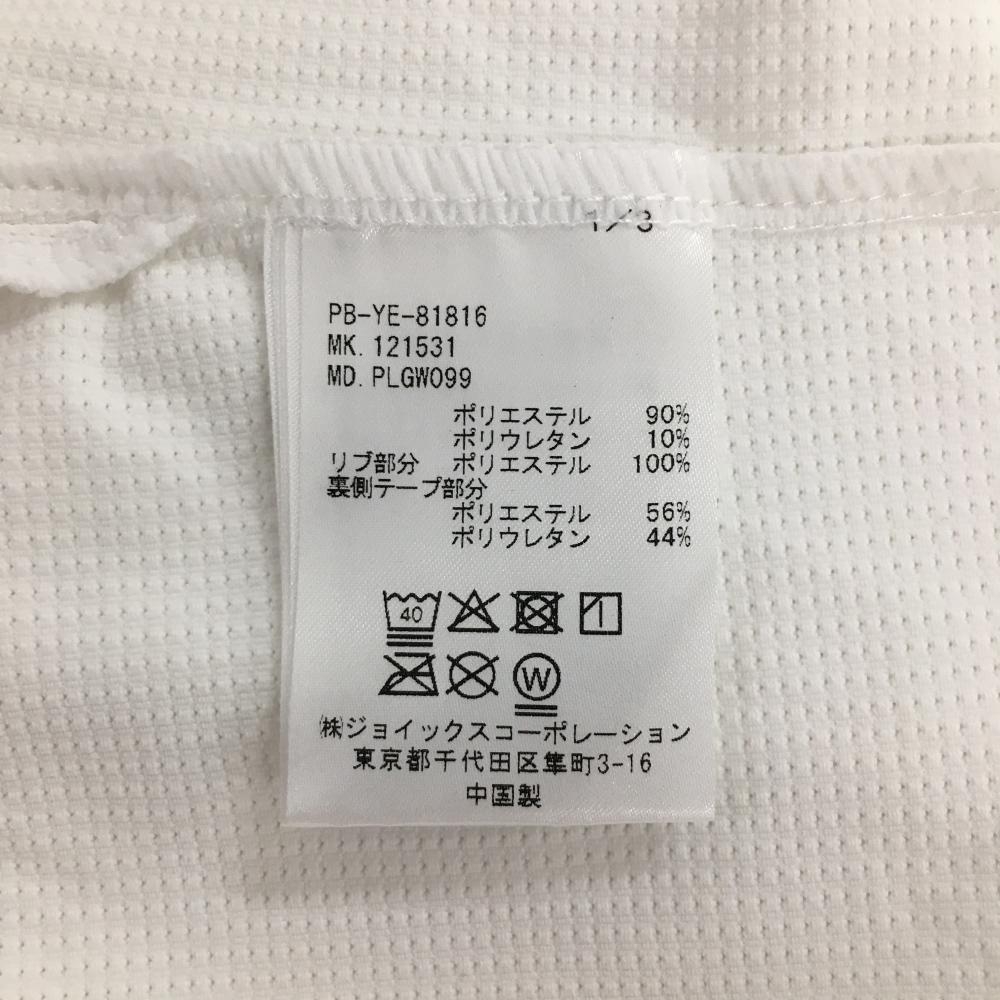 1/3
PB-YE-81816
MK. 121531
MD. PLGW099
ポリエステル 90%
ポリウレタン 10%
リブ部分 ポリエステル 100%
裏側テープ部分
ポリエステル 56%
ポリウレタン 44%
40
W
㈱ジョイックスコーポレーション
東京都千代田区隼町3-16
中国製